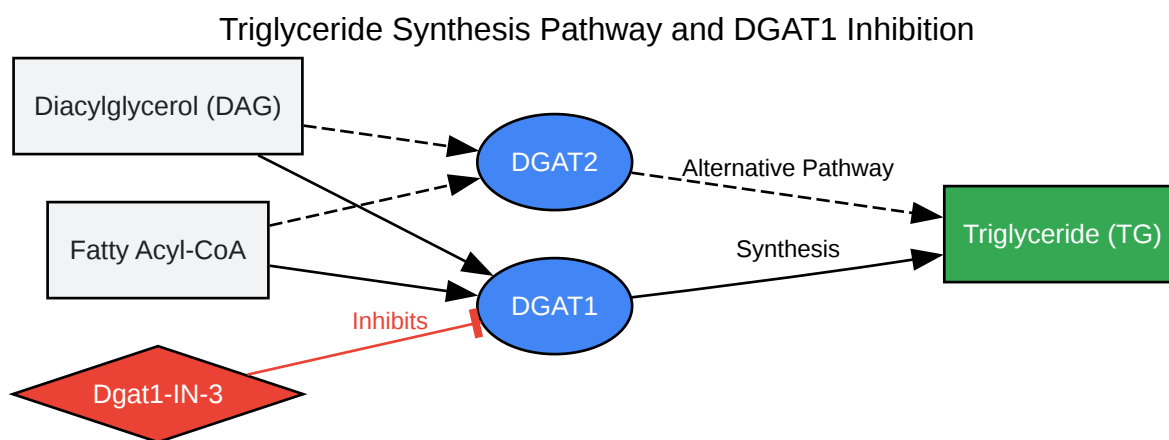 Triglyceride Synthesis Pathway and DGAT1 Inhibition
Diacylglycerol (DAG)
DGAT2
Alternative Pathway
Fatty Acyl-CoA
Triglyceride (TG)
Synthesis
DGAT1
Inhibits
Dgat1-IN-3